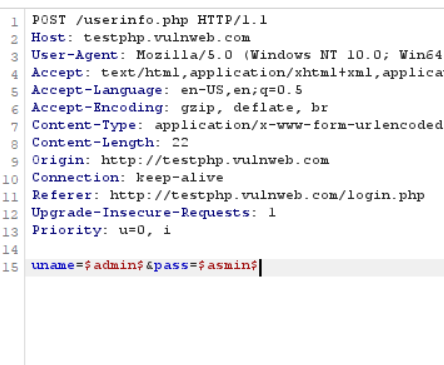 1 POST /userinfo.php HTTP/1.1
2 Host: testphp.vulnweb.com
3 User-Agent: Mozilla/5.0 (Windows NT 10.0; Win64
4 Accept: text/html,application/xhtml+xml,applica
5 Accept-Language: en-US,en;q=0.5
6 Accept-Encoding: gzip, deflate, br
7 Content-Type: application/x-www-form-urlencoded
8 Content-Length: 22
9 Origin: http://testphp.vulnweb.com
10 Connection: keep-alive
11 Referer: http://testphp.vulnweb.com/login.php
12 Upgrade-Insecure-Requests: 1
13 Priority: u=0, i
14
15 uname=$admin$&pass=$asmin$